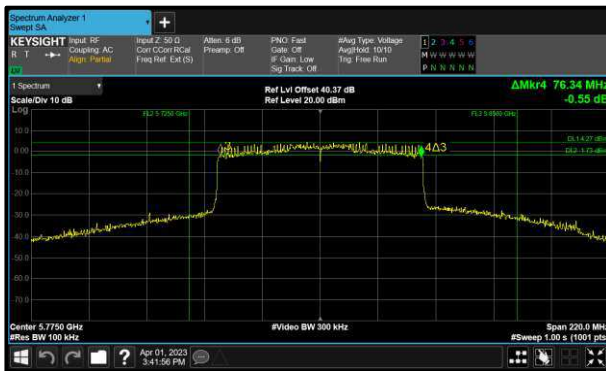 Spectrum Analyzer 1
Swept SA
+
KEYSIGHT
R T
Input: RF
Coupling: AC
Align: Partial
Input Z: 50 Ω
Corr CCorr RCal
Freq Ref: Ext (S)
Atten: 6 dB
Preamp: Off
PNO: Fast
Gate: Off
IF Gain: Low
Sig Track: Off
#Avg Type: Voltage
Avg|Hold: 10/10
Trig: Free Run
1 2 3 4 5 6
M W W W W W
P N N N N N
1 Spectrum
Scale/Div 10 dB
Log
Ref Lvl Offset 40.37 dB
Ref Level 20.00 dBm
ΔMkr4 76.34 MHz
-0.55 dB
10.0
0.00
-10.0
-20.0
-30.0
-40.0
-50.0
-60.0
-70.0
FL2 5.7250 GHz
DL1 4.27 dBm
DL2 -1.73 dBm
4Δ3
Center 5.7750 GHz
#Res BW 100 kHz
#Video BW 300 kHz
Span 220.0 MHz
#Sweep 1.00 s (1001 pts)
Apr 01, 2023
3:41:56 PM